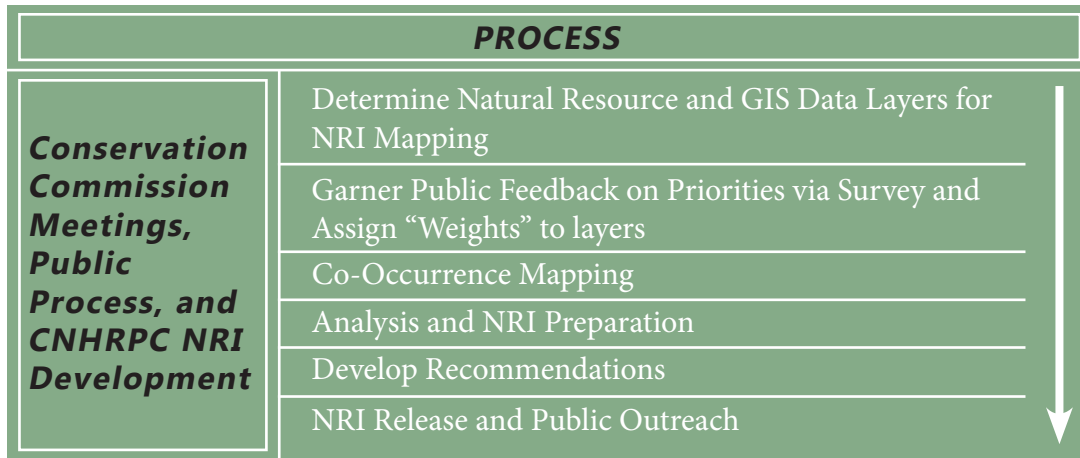 PROCESS
Conservation
Commission
Meetings,
Public
Process, and
CNHRPC NRI
Development
Determine Natural Resource and GIS Data Layers for
NRI Mapping
Garner Public Feedback on Priorities via Survey and
Assign “Weights” to layers
Co-Occurrence Mapping
Analysis and NRI Preparation
Develop Recommendations
NRI Release and Public Outreach